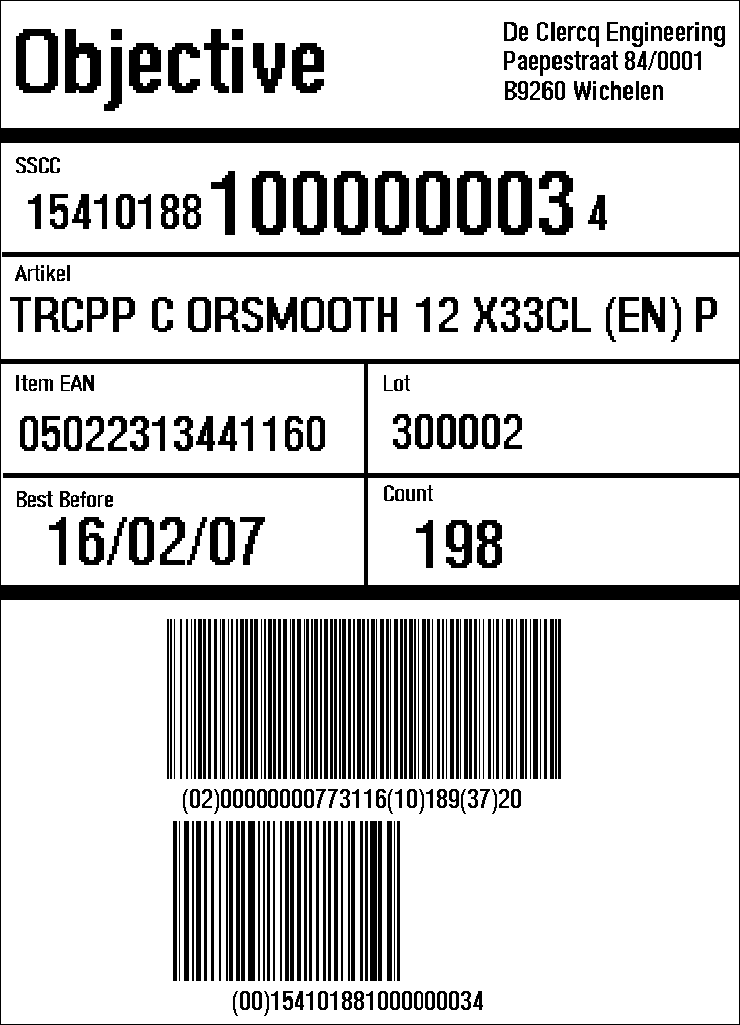 Objective
De Clercq Engineering
Paepestraat 84/0001
B9260 Wichelen
SSCC
15410188 100000003 4
Artikel
TRCPP C ORSMOOTH 12 X33CL (EN) P
Item EAN
05022313441160
Lot
300002
Best Before
16/02/07
Count
198
(02)00000000773116(10)189(37)20
(00)154101881000000034